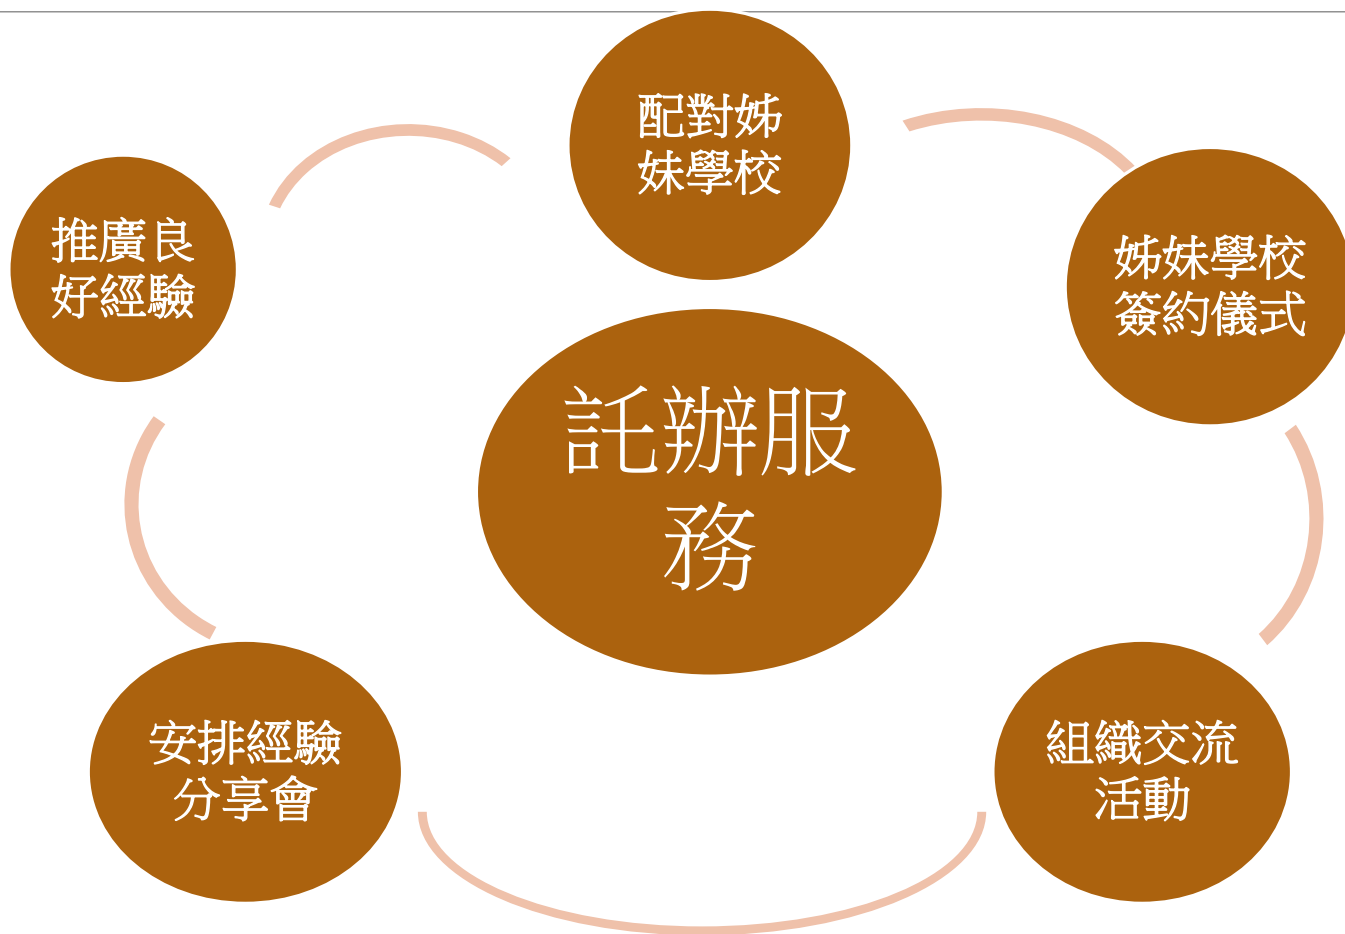 配對姊
妹學校
姊妹學校
簽約儀式
組織交流
活動
安排經驗
分享會
推廣良
好經驗
託辦服
務